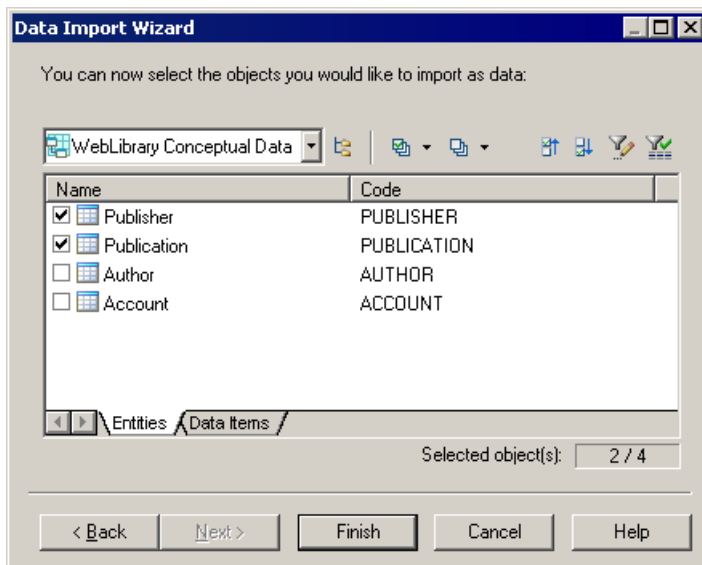 Data Import Wizard
You can now select the objects you would like to import as data:
WebLibrary Conceptual Data
Name Code
Publisher PUBLISHER
Publication PUBLICATION
Author AUTHOR
Account ACCOUNT
Entities Data Items
Selected object(s): 2 / 4
< Back Next > Finish Cancel Help